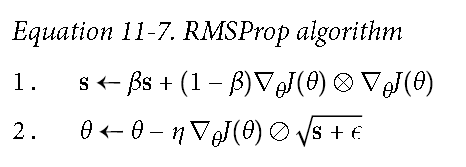 Equation 11-7. RMSProp algorithm
1. s ← βs + (1 − β)∇θJ(θ) ⊗ ∇θJ(θ)
2. θ ← θ − η ∇θJ(θ) ⊘ √(s + ϵ)